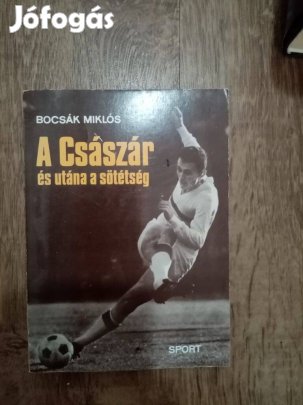 Jófogás
BOCSÁK MIKLÓS
A Császár
és utána a sötétség
SPORT